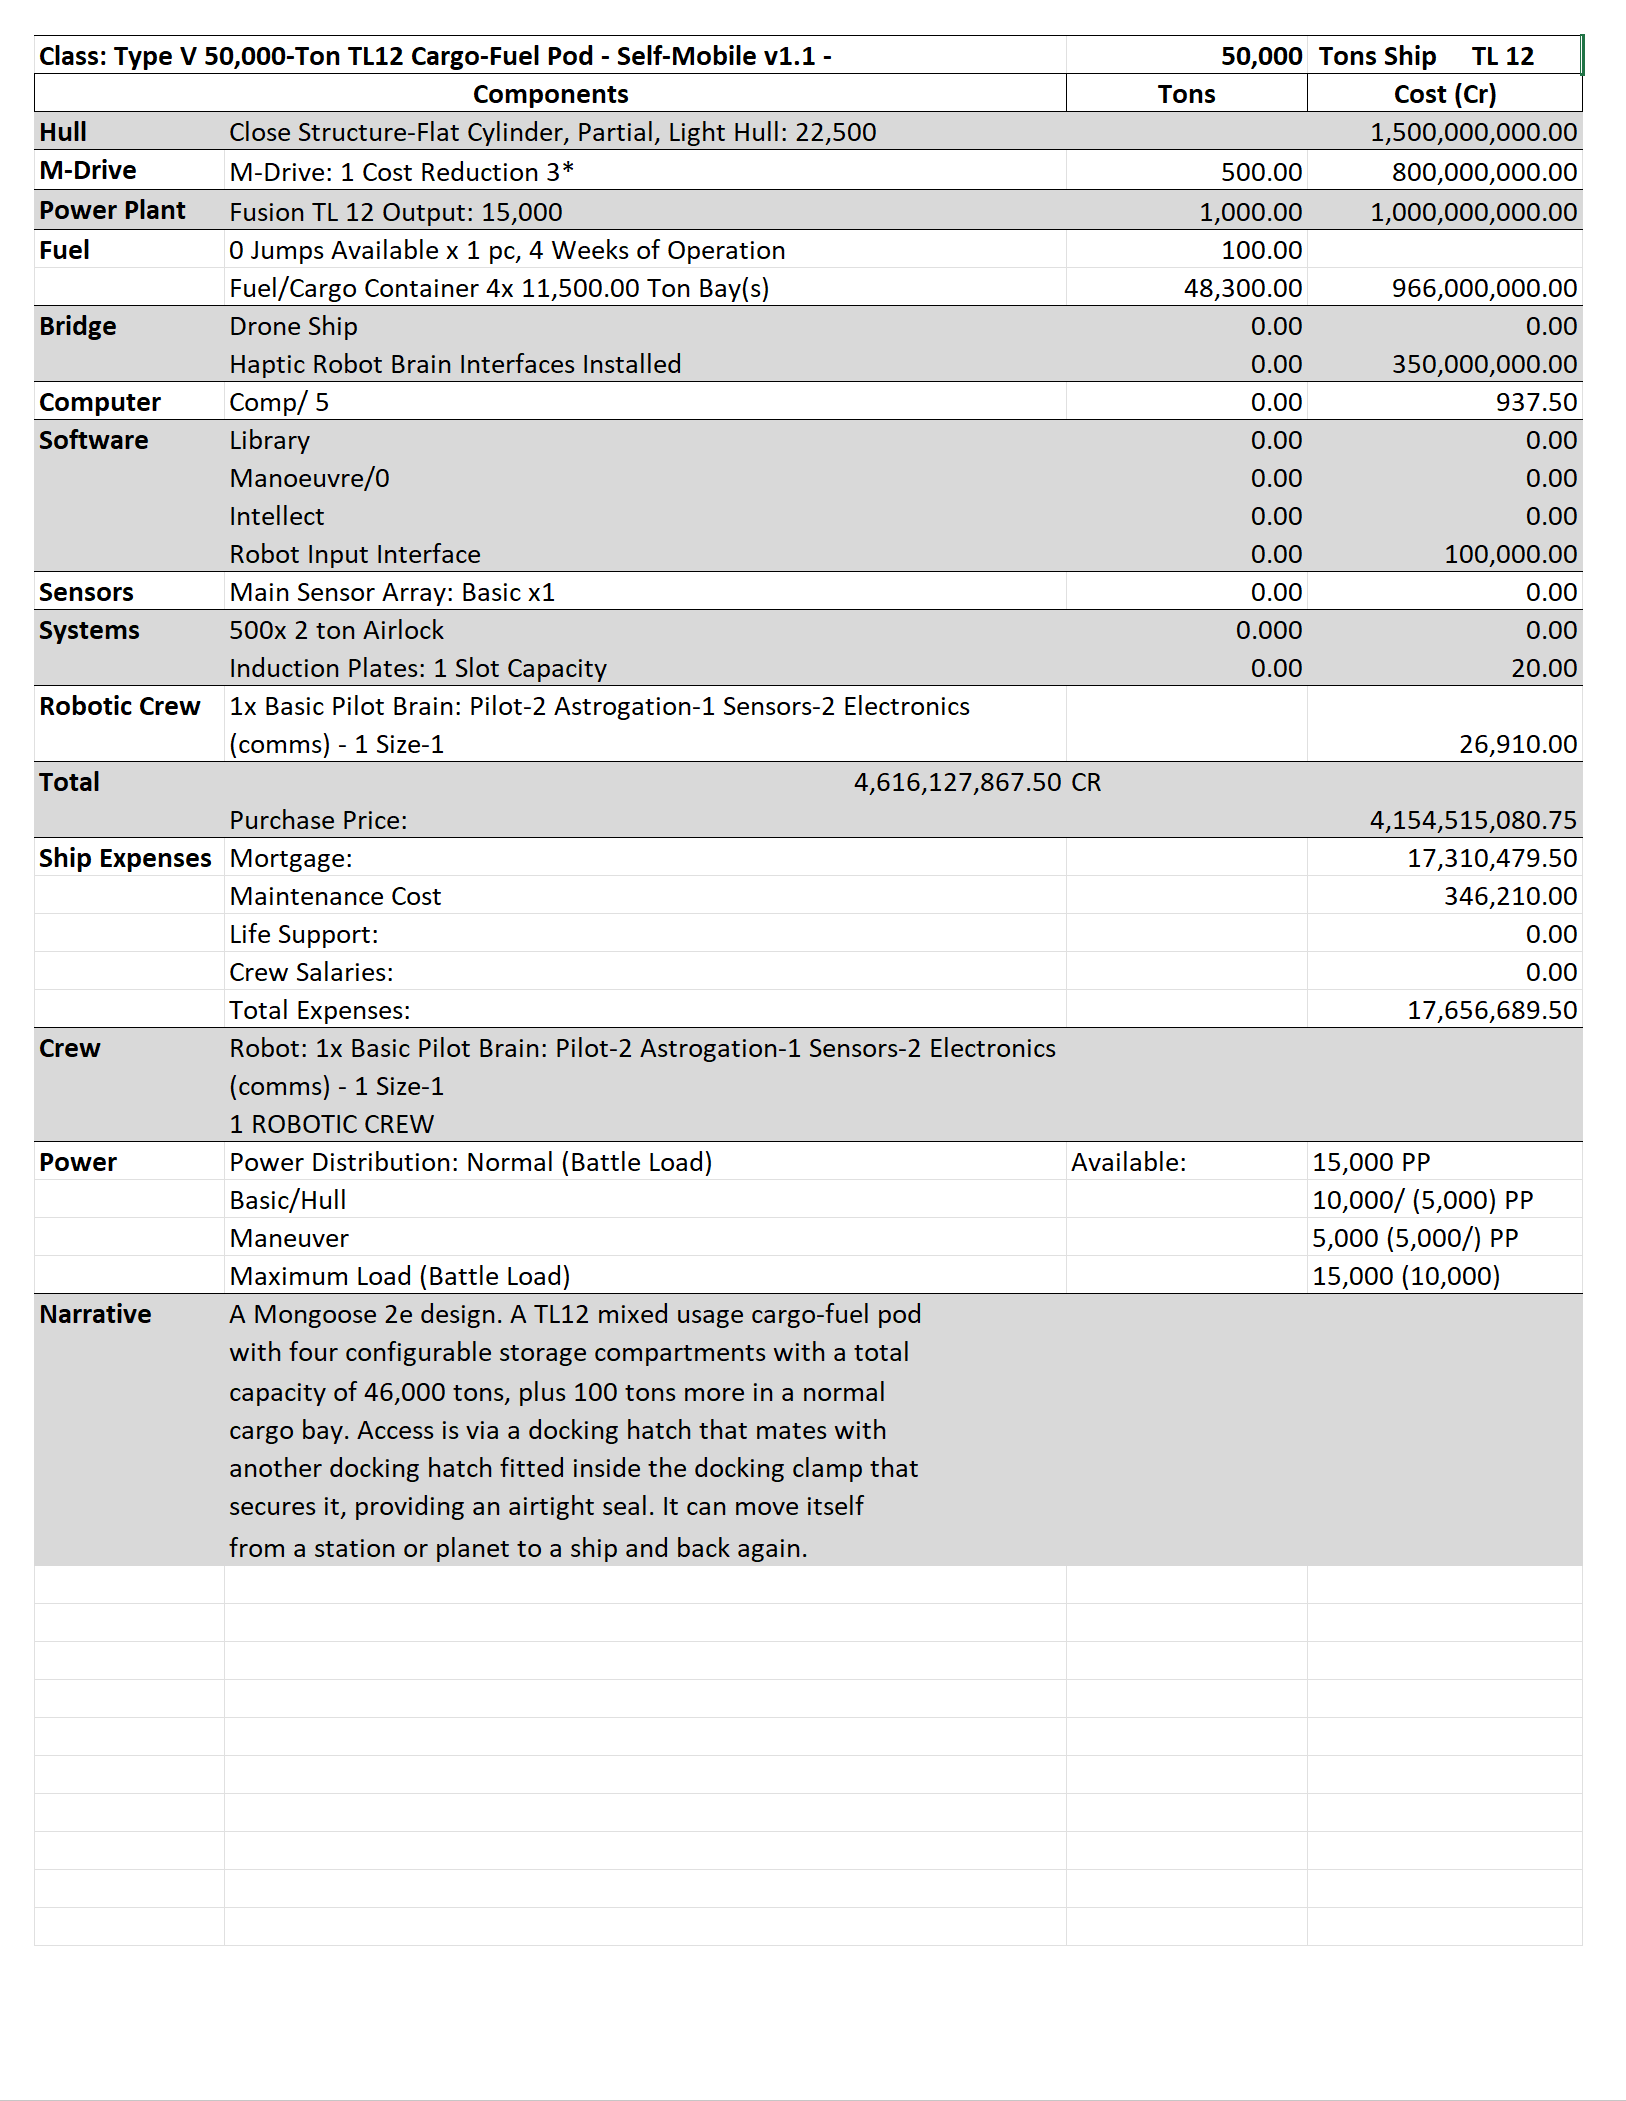 Class: Type V 50,000-Ton TL12 Cargo-Fuel Pod - Self-Mobile v1.1 - 50,000 Tons Ship TL 12
Components Tons Cost (Cr)
Hull Close Structure-Flat Cylinder, Partial, Light Hull: 22,500 1,500,000,000.00
M-Drive M-Drive: 1 Cost Reduction 3* 500.00 800,000,000.00
Power Plant Fusion TL 12 Output: 15,000 1,000.00 1,000,000,000.00
Fuel 0 Jumps Available x 1 pc, 4 Weeks of Operation 100.00
Fuel/Cargo Container 4x 11,500.00 Ton Bay(s) 48,300.00 966,000,000.00
Bridge Drone Ship 0.00 0.00
Haptic Robot Brain Interfaces Installed 0.00 350,000,000.00
Computer Comp/ 5 0.00 937.50
Software Library 0.00 0.00
Manoeuvre/0 0.00 0.00
Intellect 0.00 0.00
Robot Input Interface 0.00 100,000.00
Sensors Main Sensor Array: Basic x1 0.00 0.00
Systems 500x 2 ton Airlock 0.000 0.00
Induction Plates: 1 Slot Capacity 0.00 20.00
Robotic Crew 1x Basic Pilot Brain: Pilot-2 Astrogation-1 Sensors-2 Electronics
(comms) - 1 Size-1 26,910.00
Total 4,616,127,867.50 CR
Purchase Price: 4,154,515,080.75
Ship Expenses Mortgage: 17,310,479.50
Maintenance Cost 346,210.00
Life Support: 0.00
Crew Salaries: 0.00
Total Expenses: 17,656,689.50
Crew Robot: 1x Basic Pilot Brain: Pilot-2 Astrogation-1 Sensors-2 Electronics
(comms) - 1 Size-1
1 ROBOTIC CREW
Power Power Distribution: Normal (Battle Load) Available: 15,000 PP
Basic/Hull 10,000/ (5,000) PP
Maneuver 5,000 (5,000/) PP
Maximum Load (Battle Load) 15,000 (10,000)
Narrative A Mongoose 2e design. A TL12 mixed usage cargo-fuel pod
with four configurable storage compartments with a total
capacity of 46,000 tons, plus 100 tons more in a normal
cargo bay. Access is via a docking hatch that mates with
another docking hatch fitted inside the docking clamp that
secures it, providing an airtight seal. It can move itself
from a station or planet to a ship and back again.